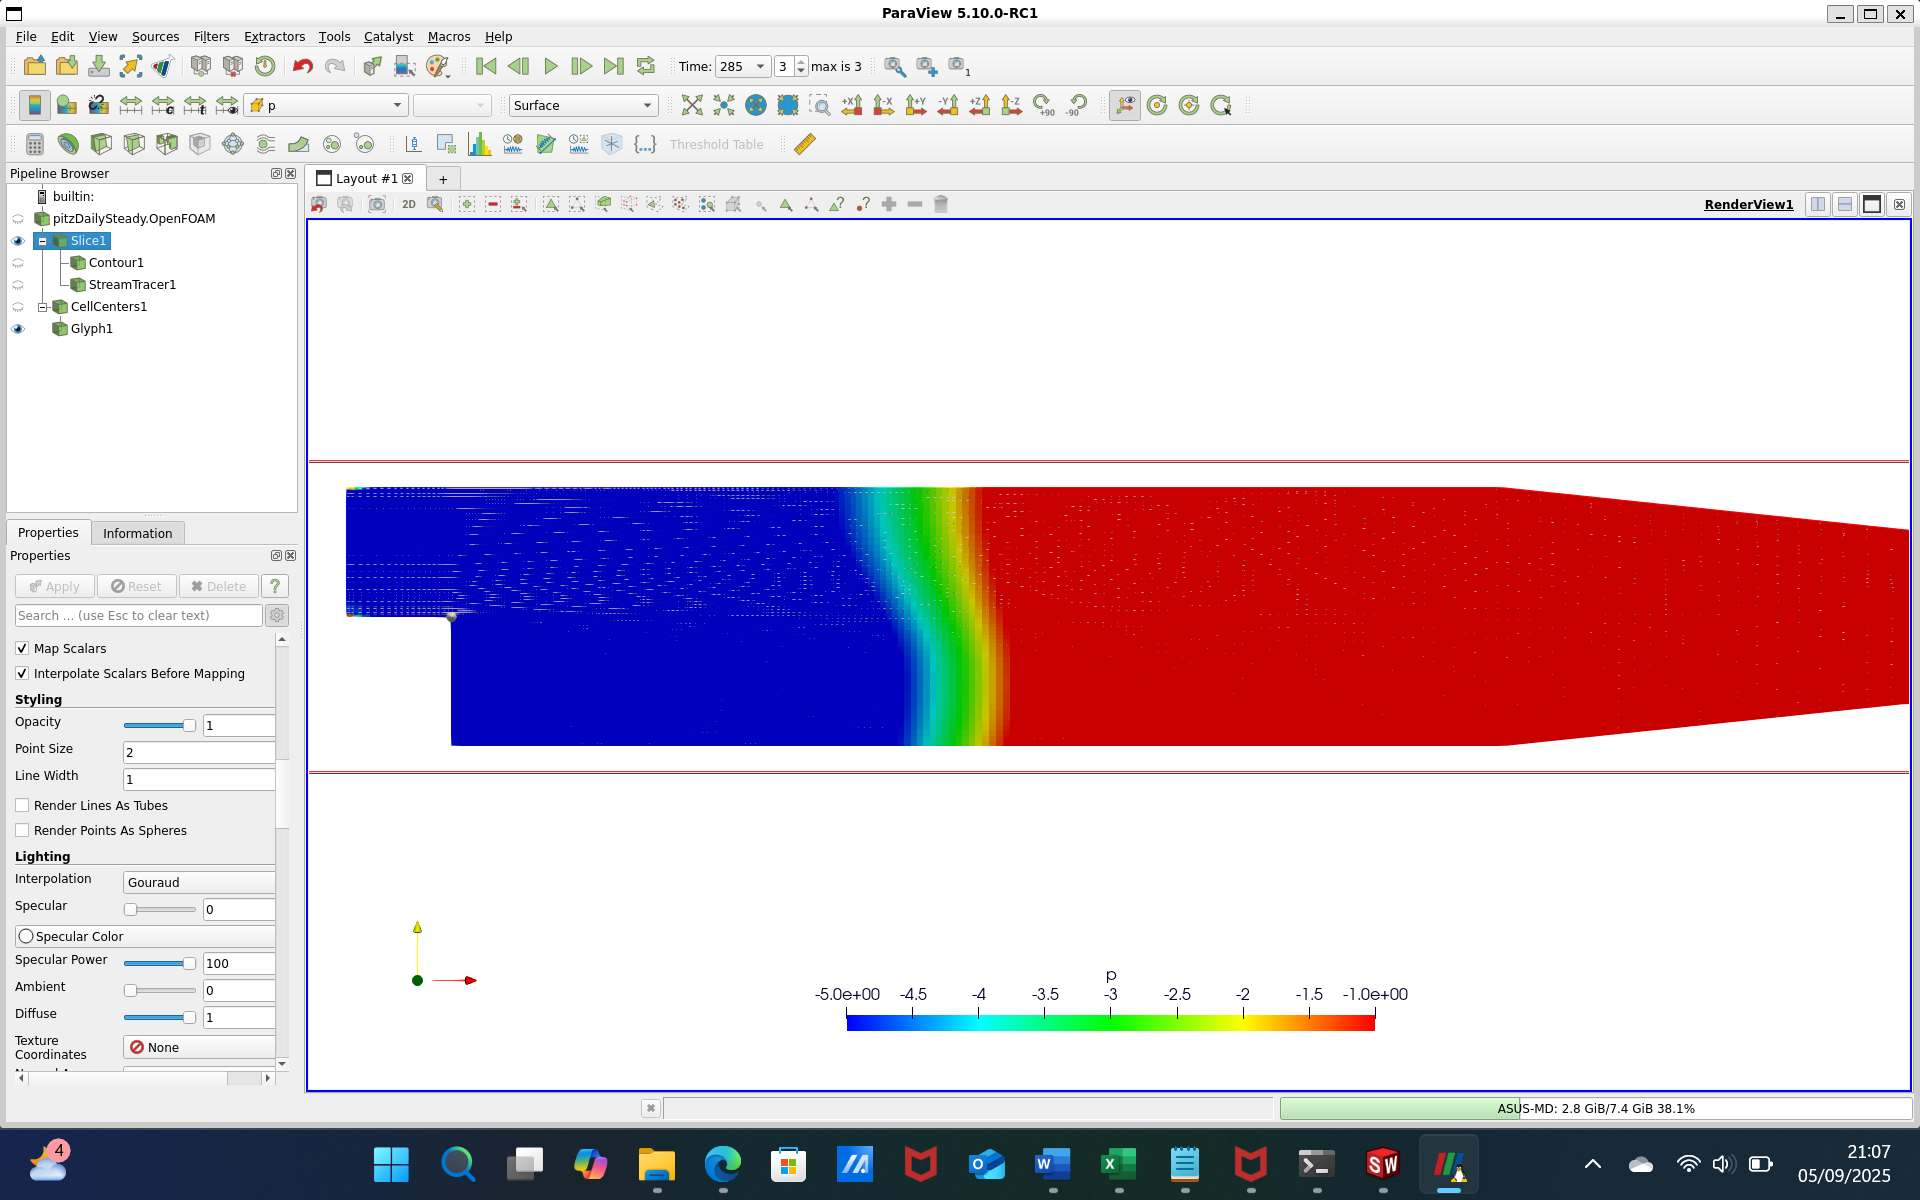 ParaView 5.10.0-RC1
File Edit View Sources Filters Extractors Tools Catalyst Macros Help
Time: 285 3 max is 3 1
p Surface +X -X +Y -Y +Z -Z +90 -90
Threshold Table
Pipeline Browser
builtin:
pitzDailySteady.OpenFOAM
Slice1
Contour1
StreamTracer1
CellCenters1
Glyph1
Layout #1 +
2D RenderView1
Properties Information
Properties
Apply Reset Delete ?
Search ... (use Esc to clear text)
Map Scalars
Interpolate Scalars Before Mapping
Styling
Opacity 1
Point Size 2
Line Width 1
Render Lines As Tubes
Render Points As Spheres
Lighting
Interpolation Gouraud
Specular 0
Specular Color
Specular Power 100
Ambient 0
Diffuse 1
Texture Coordinates None
p
-5.0e+00 -4.5 -4 -3.5 -3 -2.5 -2 -1.5 -1.0e+00
ASUS-MD: 2.8 GiB/7.4 GiB 38.1%
4
21:07
05/09/2025